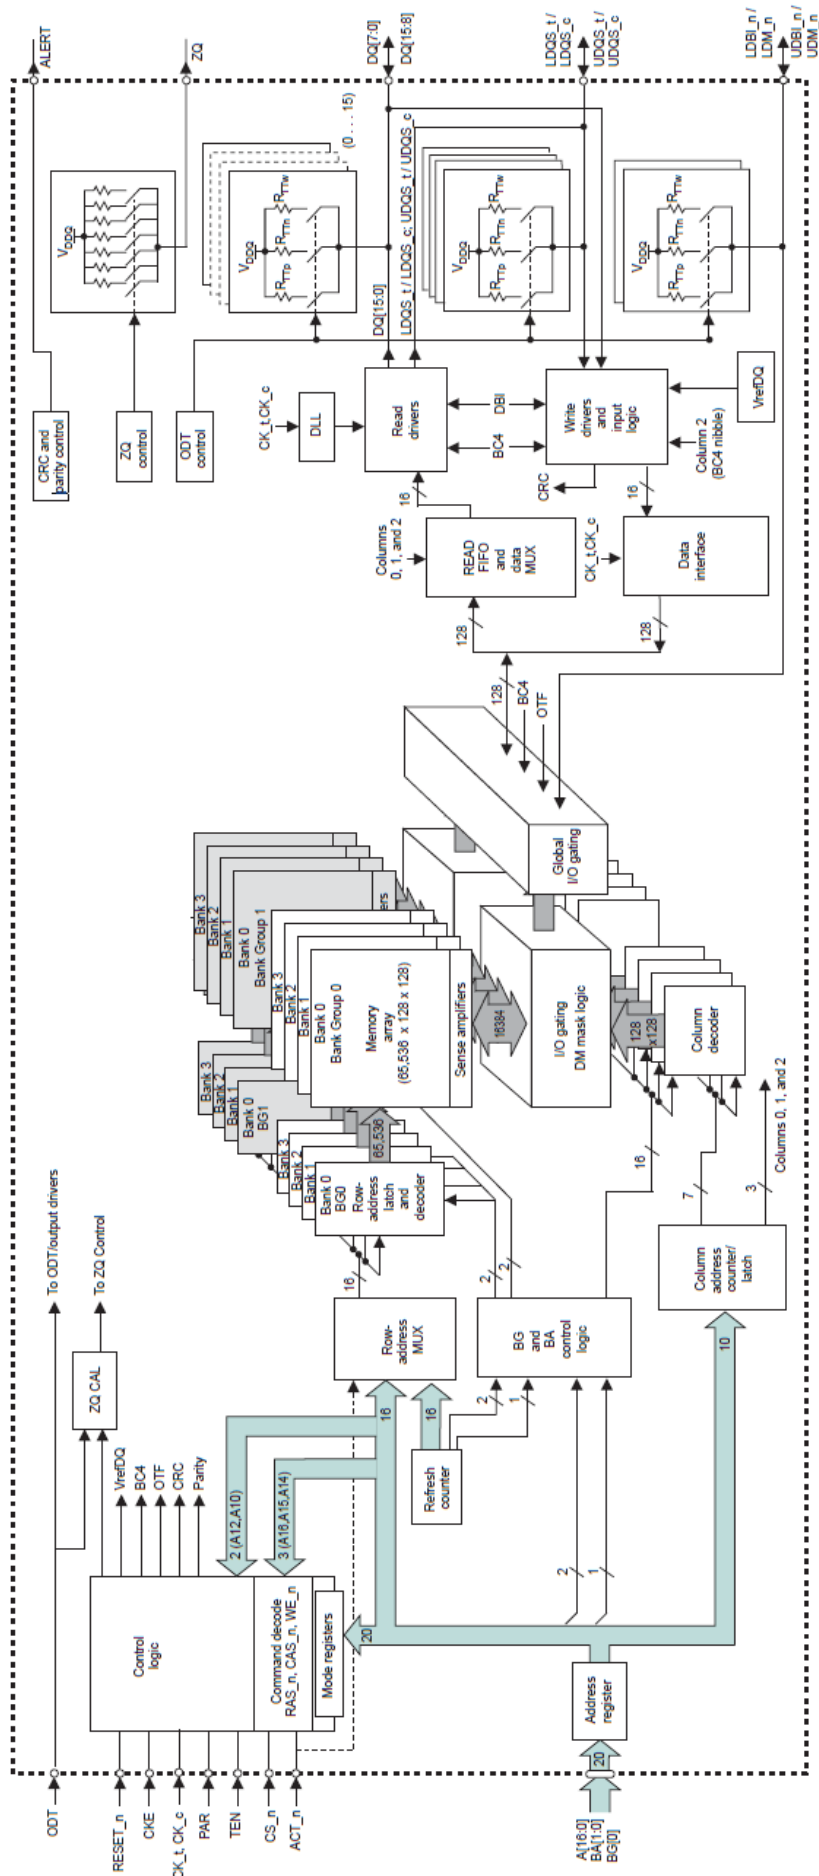 ODT
RESET_n
CKE
CK_t, CK_c
PAR
TEN
CS_n
ACT_n
A[16:0]
BA[1:0]
BG[0]
20
Address
register
Control
logic
Command decode
RAS_n, CAS_n, WE_n
Mode registers
20
2 (A12,A10)
3 (A16,A15,A14)
VrefDQ
BC4
OTF
CRC
Parity
ZQ CAL
To ODT/output drivers
To ZQ Control
Refresh
counter
16
16
2
1
2
1
10
Row-
address
MUX
BG
and
BA
control
logic
Column
address
counter/
latch
16
2
2
16
7
3
Columns 0, 1, and 2
Bank 3
Bank 2
Bank 1
Bank 0
BG1
Bank 3
Bank 2
Bank 1
Bank 0
BG0
Row-
address
latch
and
decoder
65,536
Bank 3
Bank 2
Bank 1
Bank 0
Bank Group 1
ers
Bank 3
Bank 2
Bank 1
Bank 0
Bank Group 0
Memory
array
(65,536 x 128 x 128)
Sense amplifiers
16384
I/O gating
DM mask logic
128
x128
Column
decoder
Global
I/O gating
128
BC4
OTF
128
128
Columns
0, 1, and 2
READ
FIFO
and
data
MUX
CK_t,CK_c
Data
interface
16
16
CRC
CK_t,CK_c
DLL
Read
drivers
BC4
DBI
Write
drivers
and
input
logic
Column 2
(BC4 nibble)
VrefDQ
CRC and
parity control
ZQ
control
ODT
control
DQ[15:0]
LDQS_t / LDQS_c; UDQS_t / UDQS_c
VDDQ
VDDQ
RTTp
RTTn
RTTw
(0 . . . 15)
VDDQ
RTTp
RTTn
RTTw
VDDQ
RTTp
RTTn
RTTw
ALERT
ZQ
DQ[7:0]
DQ[15:8]
LDQS_t /
LDQS_c
UDQS_t /
UDQS_c
LDBI_n /
LDM_n
UDBI_n /
UDM_n